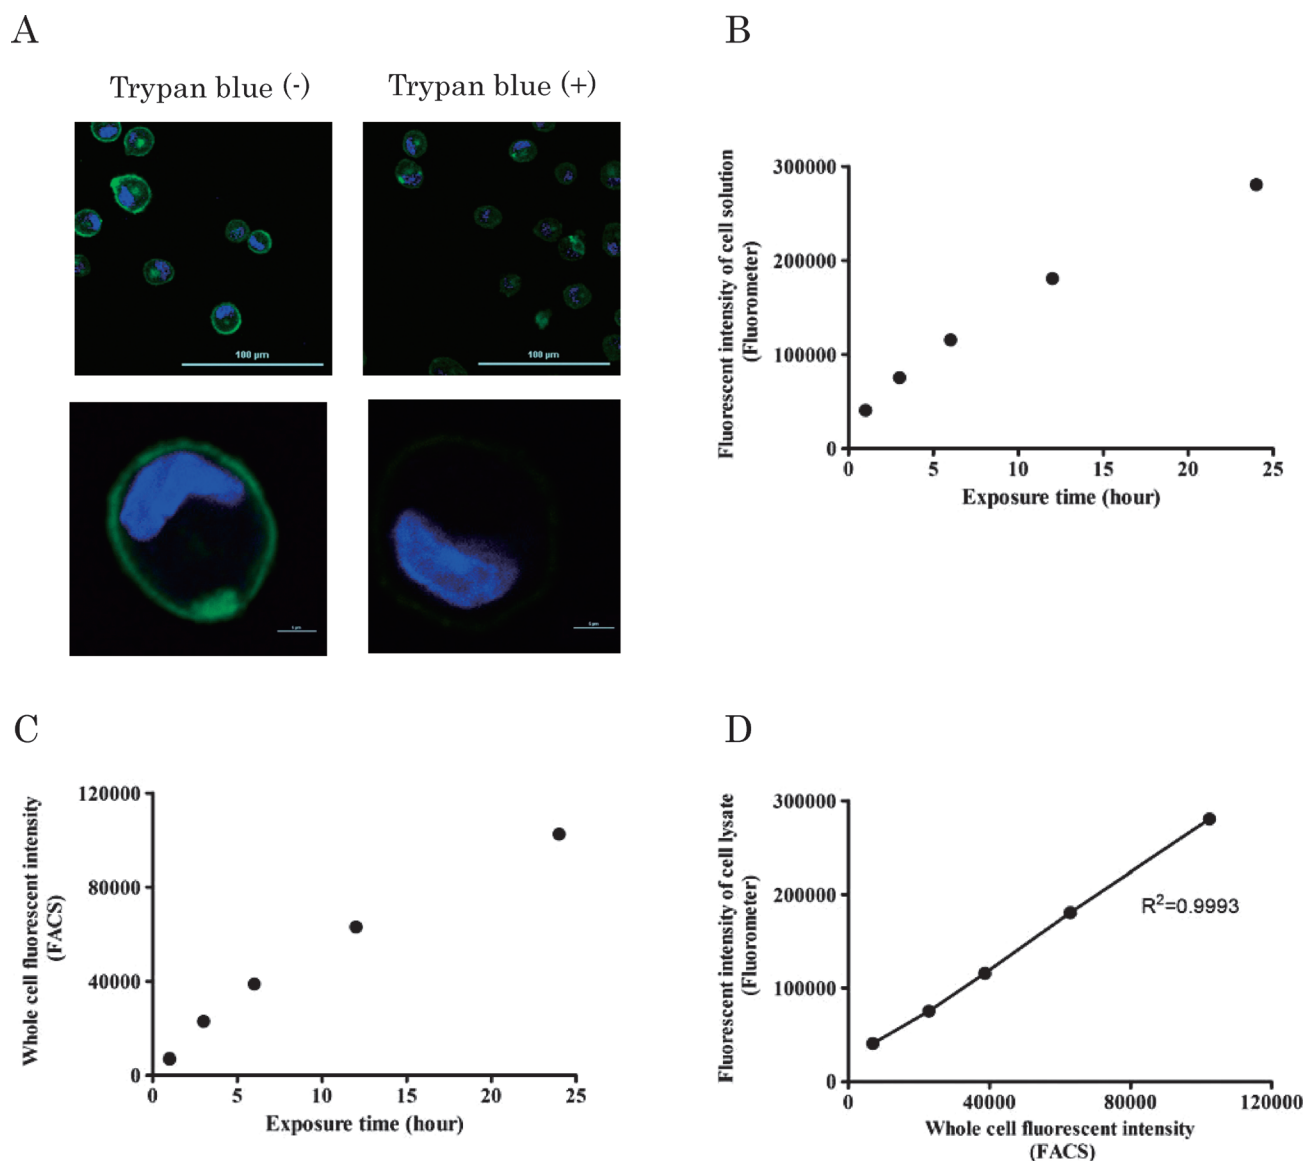 A
Trypan blue (-)
Trypan blue (+)
100 µm
100 µm
B
Fluorescent intensity of cell solution
(Fluorometer)
300000
200000
100000
0
0
5
10
15
20
25
Exposure time (hour)
C
Whole cell fluorescent intensity
(FACS)
120000
80000
40000
0
0
5
10
15
20
25
Exposure time (hour)
D
Fluorescent intensity of cell lysate
(Fluorometer)
300000
200000
100000
0
R²=0.9993
0
40000
80000
120000
Whole cell fluorescent intensity
(FACS)